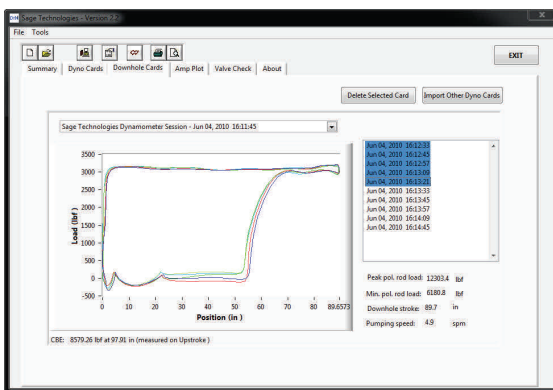 Sage Technologies - Version 2.2
File Tools
EXIT
Summary Dyno Cards Downhole Cards Amp Plot Valve Check About
Delete Selected Card Import Other Dyno Cards
Sage Technologies Dynamometer Session - Jun 04, 2010 16:11:45
Jun 04, 2010 16:12:33
Jun 04, 2010 16:12:45
Jun 04, 2010 16:12:57
Jun 04, 2010 16:13:09
Jun 04, 2010 16:13:21
Jun 04, 2010 16:13:33
Jun 04, 2010 16:13:45
Jun 04, 2010 16:13:57
Jun 04, 2010 16:14:09
Jun 04, 2010 16:14:45
Load (lbf)
3500
3000
2500
2000
1500
1000
500
0
-500
0 10 20 30 40 50 60 70 80 89.6573
Position (in )
Peak pol. rod load: 12303.4 lbf
Min. pol. rod load: 6180.8 lbf
Downhole stroke: 89.7 in
Pumping speed: 4.9 spm
CBE: 8579.26 lbf at 97.91 in (measured on Upstroke )